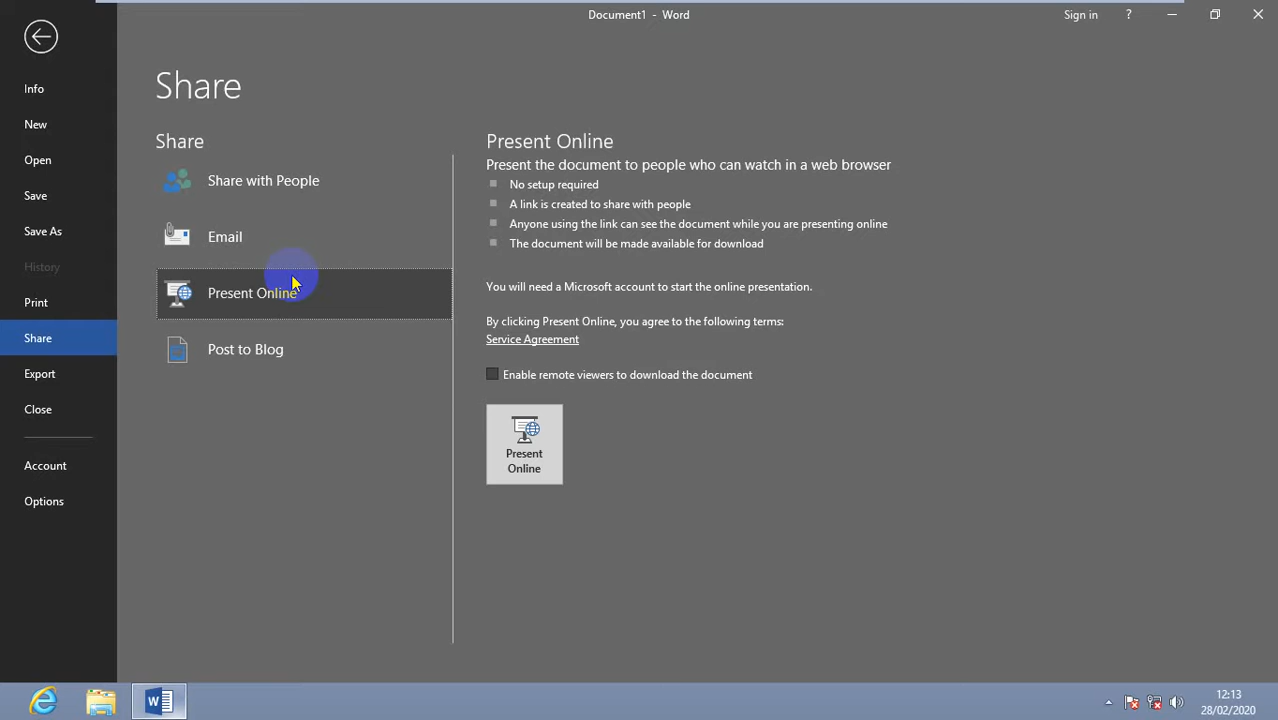 Document1 - Word
Sign in
?
Share
Info
New
Open
Save
Save As
History
Print
Share
Export
Close
Account
Options
Share
Share with People
Email
Present Online
Post to Blog
Present Online
Present the document to people who can watch in a web browser
No setup required
A link is created to share with people
Anyone using the link can see the document while you are presenting online
The document will be made available for download
You will need a Microsoft account to start the online presentation.
By clicking Present Online, you agree to the following terms:
Service Agreement
Enable remote viewers to download the document
Present
Online
12:13
28/02/2020